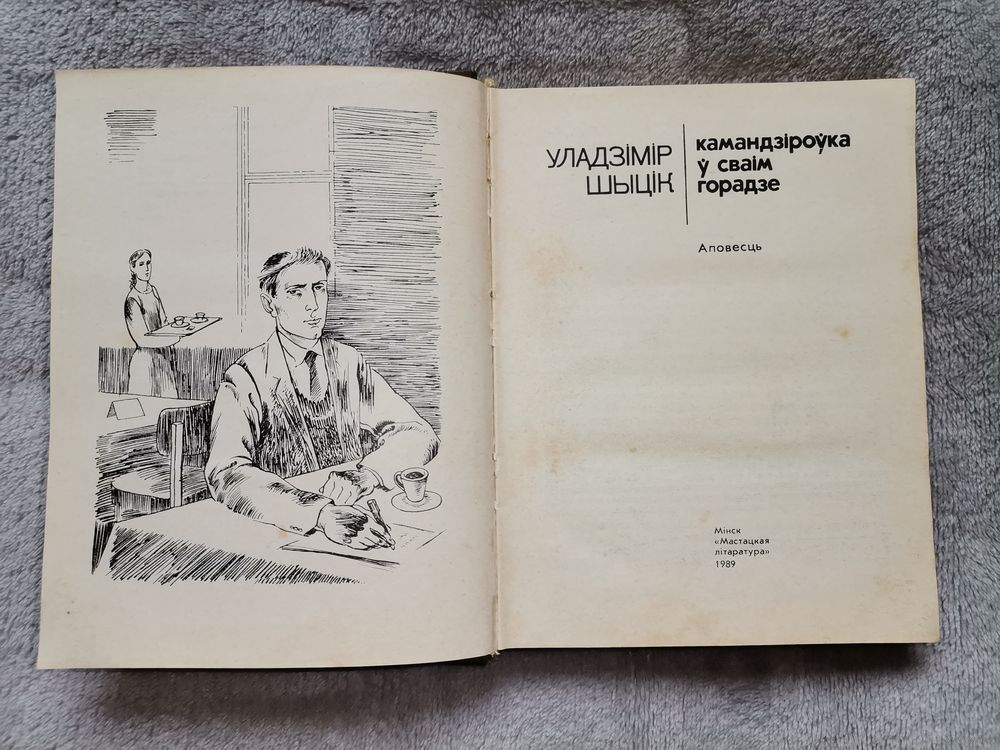 УЛАДЗІМІР
ШЫЦІК
камандзіроўка
ў сваім
горадзе
Аповесць
Мінск
«Мастацкая
літаратура»
1989